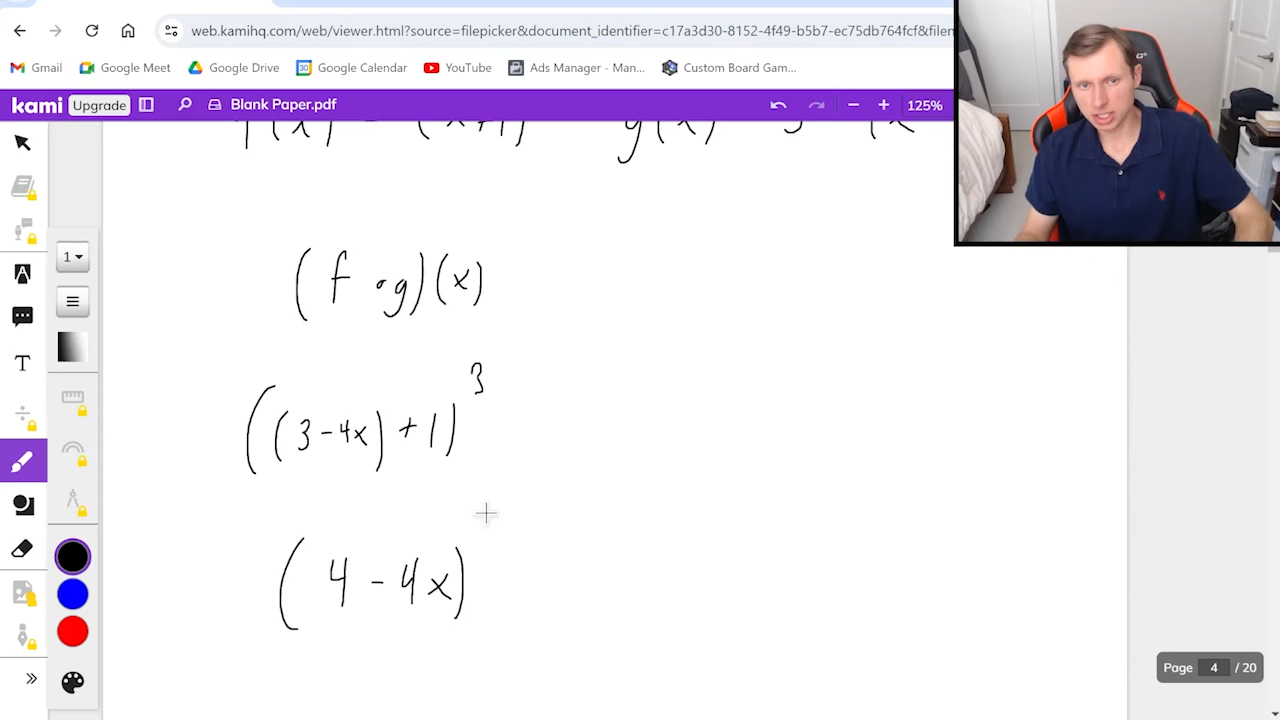 web.kamihq.com/web/viewer.html?source=filepicker&document_identifier=c17a3d30-8152-4f49-b5b7-ec75db764fcf&filen
Gmail Google Meet Google Drive 30 Google Calendar YouTube Ads Manager - Man... Custom Board Gam...
kami Upgrade Blank Paper.pdf 125%
(f∘g)(x)
((3-4x)+1)³
(4-4x)
1
A
T
Page 4 / 20